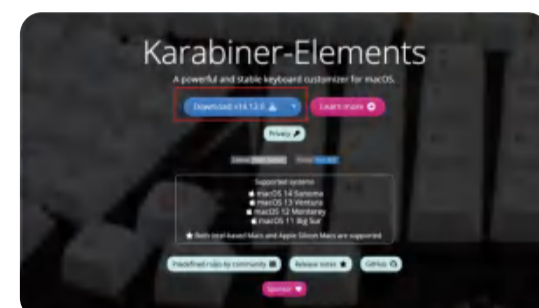 Karabiner-Elements
A powerful and stable keyboard customizer for macOS.
Download v14.13.0
Learn more
Privacy
Supported systems
macOS 14 Sonoma
macOS 13 Ventura
macOS 12 Monterey
macOS 11 Big Sur
Both Intel-based Macs and Apple Silicon Macs are supported
Predefined rules by community
Release notes
GitHub
Sponsor